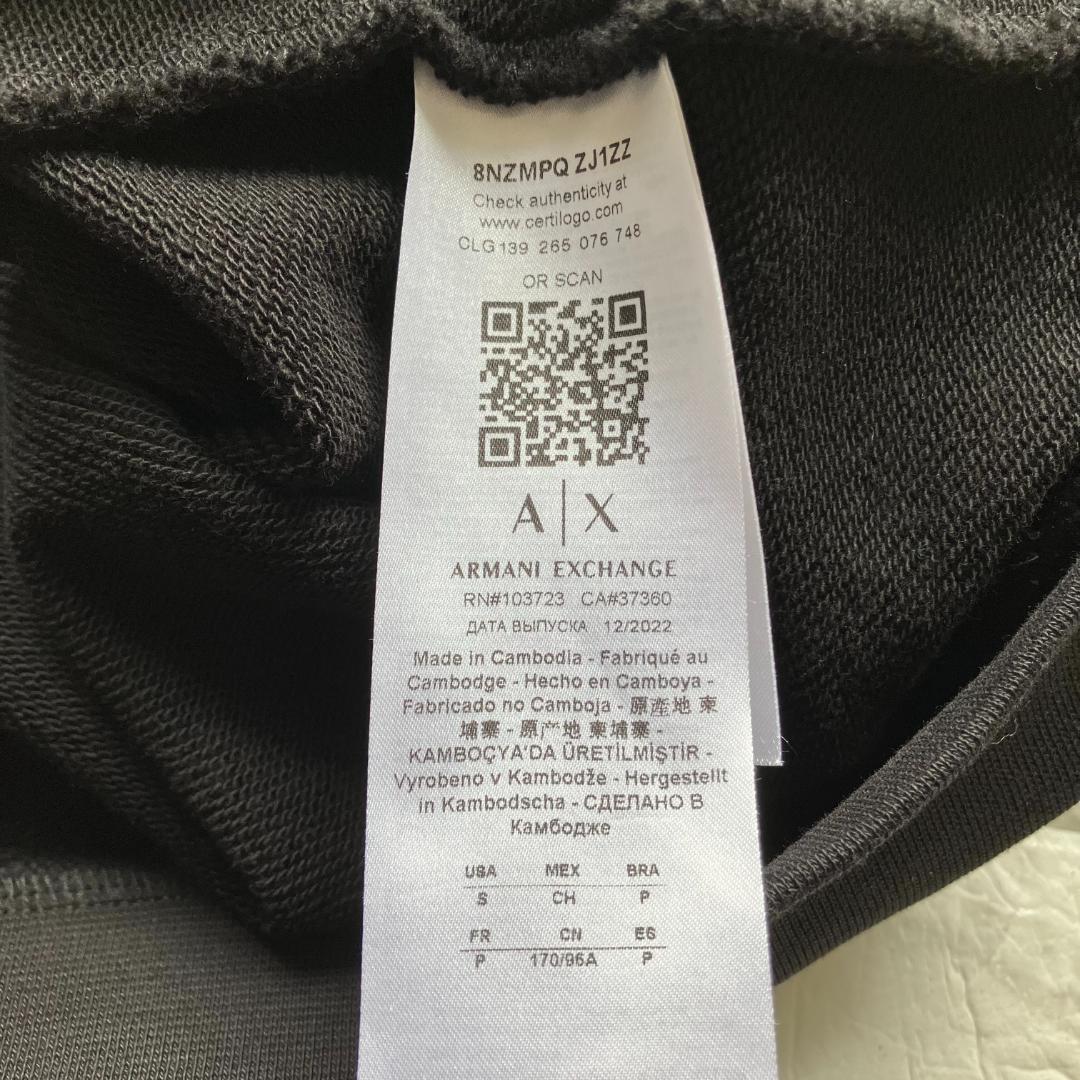 8NZMPQ ZJ1ZZ
Check authenticity at
www.certilogo.com
CLG 139 265 076 748
OR SCAN
A|X
ARMANI EXCHANGE
RN#103723 CA#37360
ДАТА ВЫПУСКА 12/2022
Made in Cambodia - Fabriqué au
Cambodge - Hecho en Camboya -
Fabricado no Camboja - 原産地 柬
埔寨 - 原产地 柬埔寨 -
KAMBOÇYA'DA ÜRETİLMİŞTİR -
Vyrobeno v Kambodže - Hergestellt
in Kambodscha - СДЕЛАНО В
Камбодже
USA MEX BRA
S CH P
FR CN ES
P 170/96A P